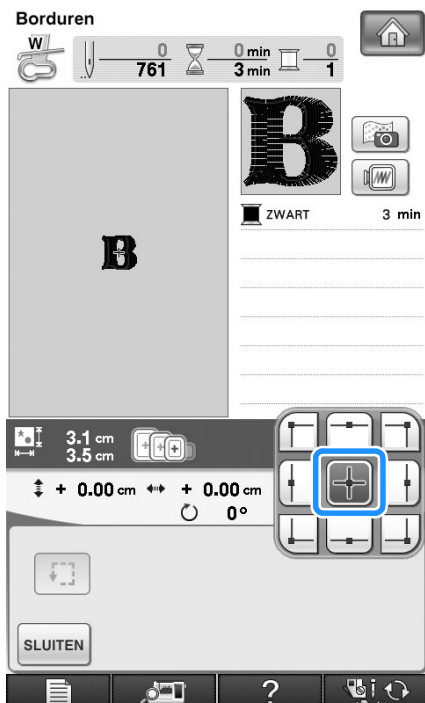 Borduren
W
0 0 min 0
761 3 min 1
B
ZWART 3 min
B
3.1 cm
3.5 cm
+ 0.00 cm + 0.00 cm
0°
SLUITEN
? i